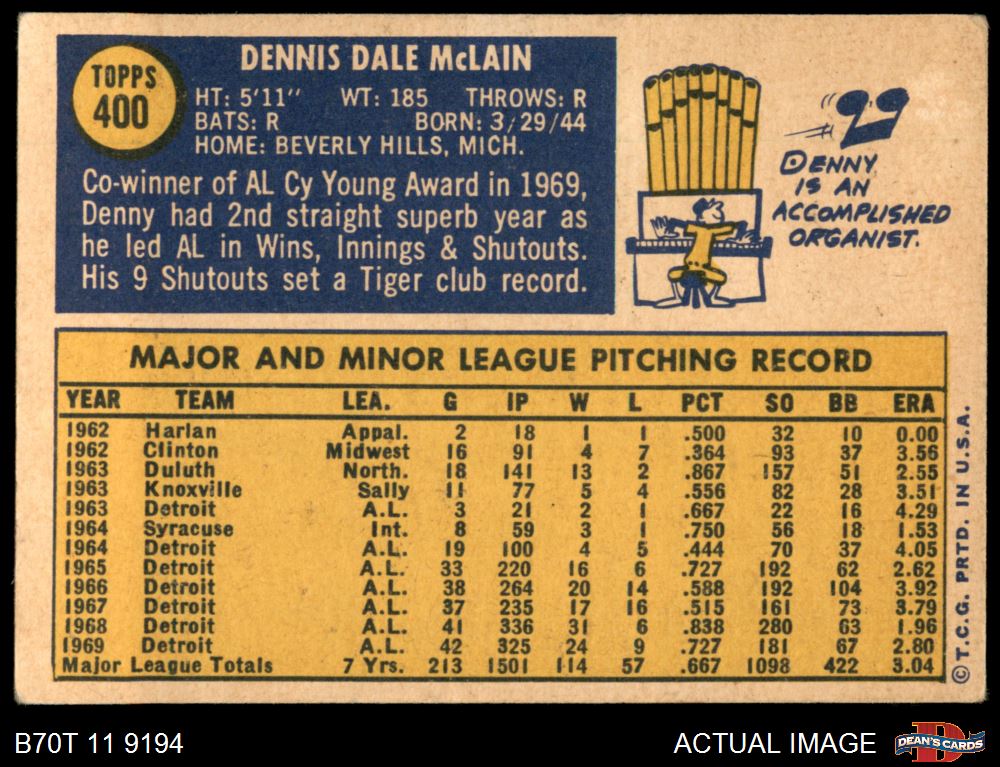 TOPPS
400
DENNIS DALE McLAIN
HT: 5'11" WT: 185 THROWS: R
BATS: R BORN: 3/29/44
HOME: BEVERLY HILLS, MICH.
Co-winner of AL Cy Young Award in 1969,
Denny had 2nd straight superb year as
he led AL in Wins, Innings & Shutouts.
His 9 Shutouts set a Tiger club record.
DENNY
IS AN
ACCOMPLISHED
ORGANIST.
MAJOR AND MINOR LEAGUE PITCHING RECORD
YEAR TEAM LEA. G IP W L PCT SO BB ERA
1962 Harlan Appal. 2 18 1 1 .500 32 10 0.00
1962 Clinton Midwest 16 91 4 7 .364 93 37 3.56
1963 Duluth North. 18 141 13 2 .867 157 51 2.55
1963 Knoxville Sally 11 77 5 4 .556 82 28 3.51
1963 Detroit A.L. 3 21 2 1 .667 22 16 4.29
1964 Syracuse Int. 8 59 3 1 .750 56 18 1.53
1964 Detroit A.L. 19 100 4 5 .444 70 37 4.05
1965 Detroit A.L. 33 220 16 6 .727 192 62 2.62
1966 Detroit A.L. 38 264 20 14 .588 192 104 3.92
1967 Detroit A.L. 37 235 17 16 .515 161 73 3.79
1968 Detroit A.L. 41 336 31 6 .838 280 63 1.96
1969 Detroit A.L. 42 325 24 9 .727 181 67 2.80
Major League Totals 7 Yrs. 213 1501 114 57 .667 1098 422 3.04
© T.C.G. PRTD. IN U.S.A.
B70T 11 9194
ACTUAL IMAGE
D
DEAN'S CARDS